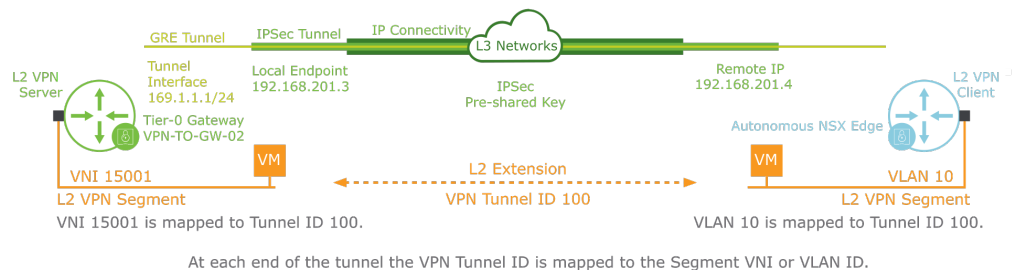 GRE Tunnel
IPSec Tunnel
IP Connectivity
L3 Networks
L2 VPN
Server
Tunnel
Interface
169.1.1.1/24
Local Endpoint
192.168.201.3
IPSec
Pre-shared Key
Remote IP
192.168.201.4
L2 VPN
Client
Tier-0 Gateway
VPN-TO-GW-02
Autonomous NSX Edge
VM
VM
VNI 15001
L2 Extension
VLAN 10
L2 VPN Segment
VPN Tunnel ID 100
L2 VPN Segment
VNI 15001 is mapped to Tunnel ID 100.
VLAN 10 is mapped to Tunnel ID 100.
At each end of the tunnel the VPN Tunnel ID is mapped to the Segment VNI or VLAN ID.